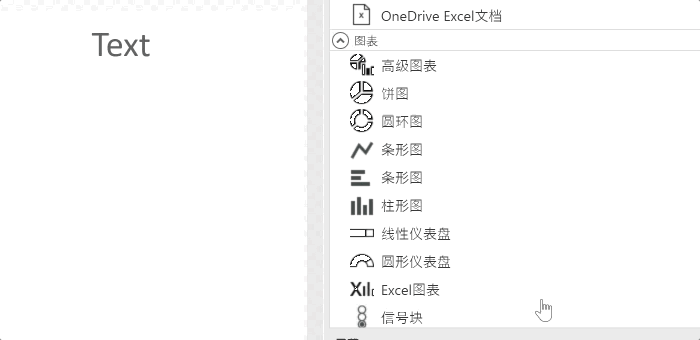 Text
OneDrive Excel文档
图表
高级图表
饼图
圆环图
条形图
条形图
柱形图
线性仪表盘
圆形仪表盘
Excel图表
信号块